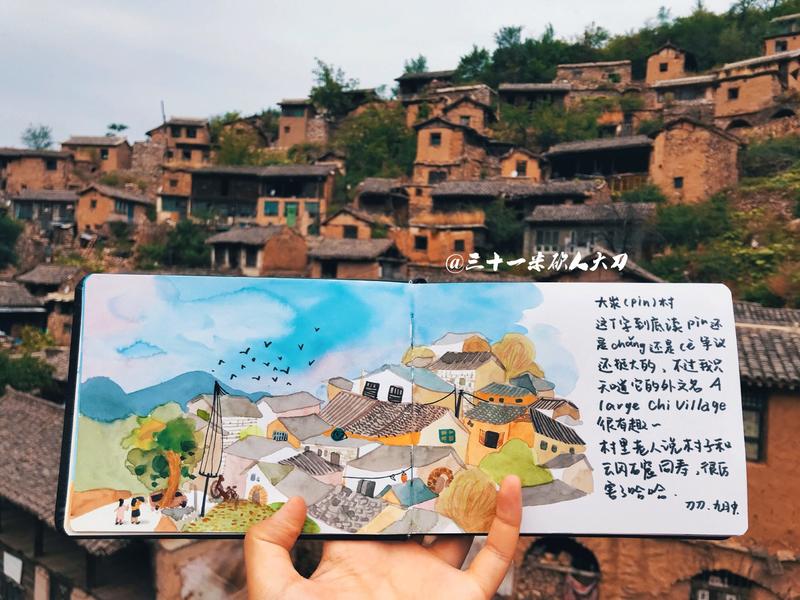 @三十一米砍人大刀
大汖(pin)村
这个字到底读pin还
是chǎng还是cè争议
还挺大的，不过我只
知道它的外文名 A
large Chi Village
很有趣～
村里老人说村子和
云冈石窟同寿，很厉
害了哈哈.
刀刀.九月中.